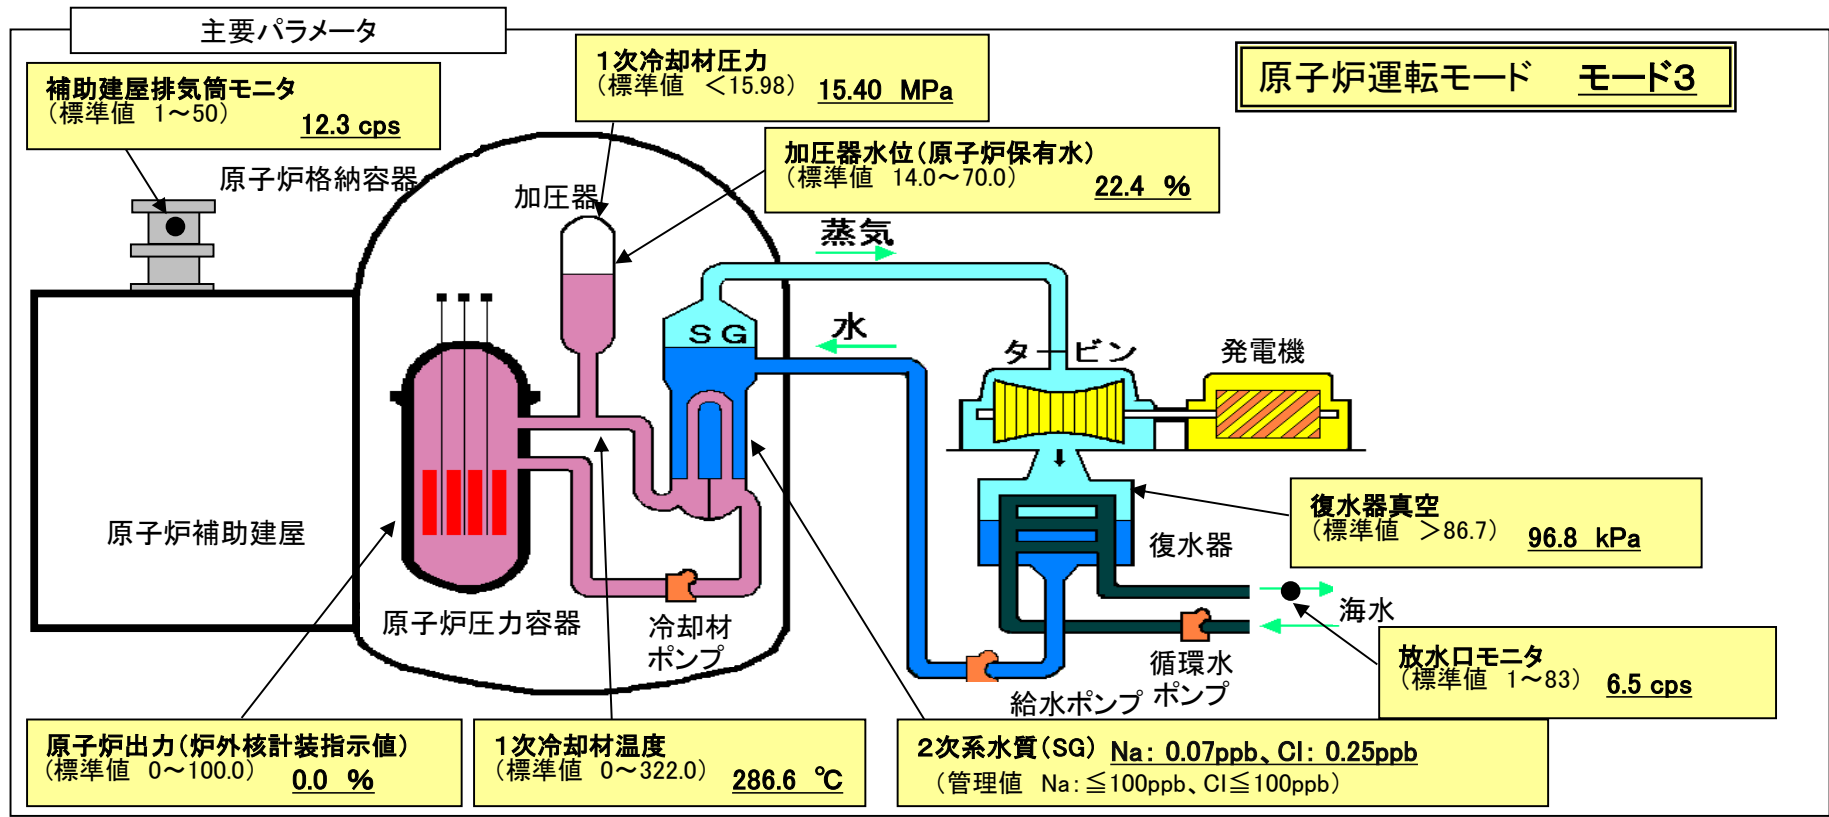 主要パラメータ
補助建屋排気筒モニタ
（標準値　1～50）
12.3 cps
１次冷却材圧力
（標準値　＜15.98）
15.40 MPa
原子炉運転モード　モード3
加圧器水位（原子炉保有水）
（標準値　14.0～70.0）
22.4 %
原子炉格納容器
加圧器
蒸気
水
ＳＧ
タービン
発電機
原子炉補助建屋
復水器真空
（標準値　＞86.7）
96.8 kPa
復水器
海水
原子炉圧力容器
冷却材
ポンプ
循環水
ポンプ
給水ポンプ
放水口モニタ
（標準値　1～83）
6.5 cps
原子炉出力（炉外核計装指示値）
（標準値　0～100.0）
0.0 %
１次冷却材温度
（標準値　0～322.0）
286.6 ℃
２次系水質（SG）　Na： 0.07ppb、Cl： 0.25ppb
（管理値　Na：≦100ppb、Cl≦100ppb）